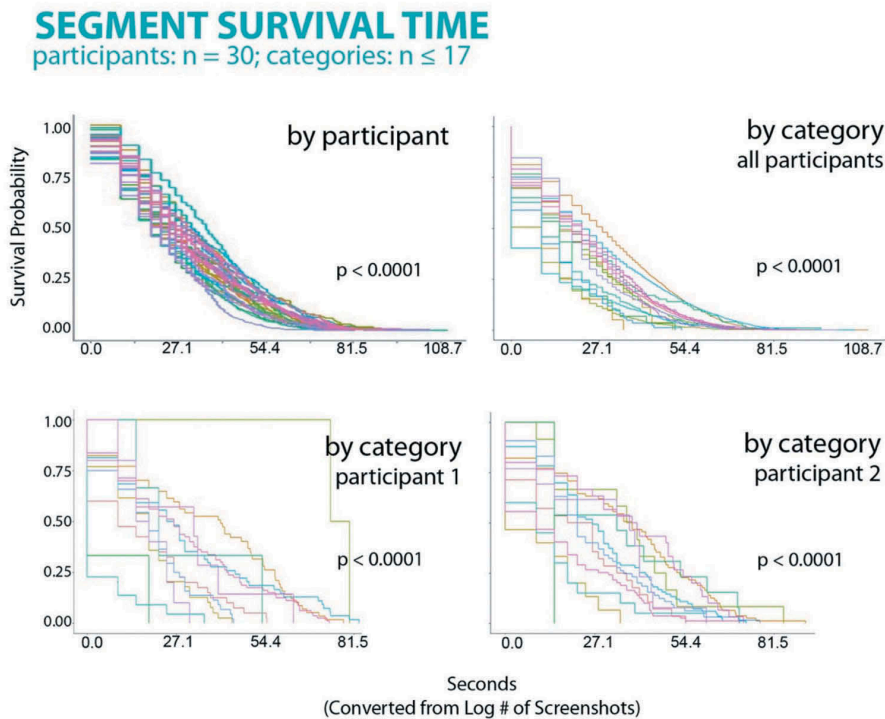 SEGMENT SURVIVAL TIME
participants: n = 30; categories: n ≤ 17
by participant
by category
all participants
1.00
0.75
0.50
0.25
0.00
Survival Probability
p < 0.0001
p < 0.0001
0.0 27.1 54.4 81.5 108.7
0.0 27.1 54.4 81.5 108.7
by category
participant 1
by category
participant 2
1.00
0.75
0.50
0.25
0.00
p < 0.0001
p < 0.0001
0.0 27.1 54.4 81.5
0.0 27.1 54.4 81.5
Seconds
(Converted from Log # of Screenshots)